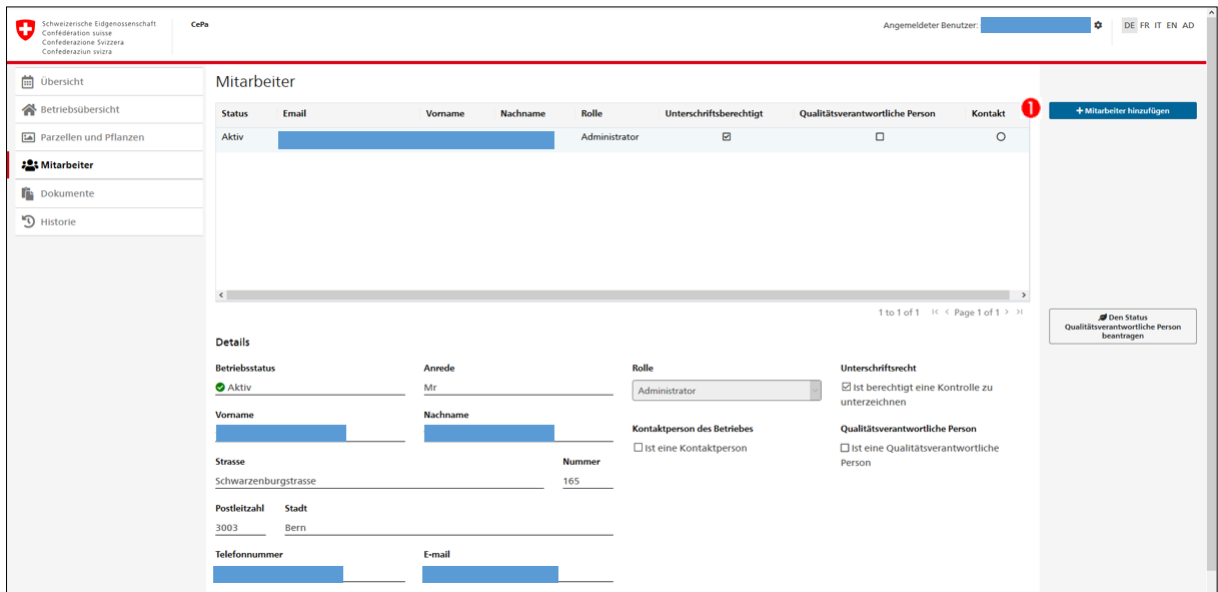 Schweizerische Eidgenossenschaft
Confédération suisse
Confederazione Svizzera
Confederaziun svizra
CePa
Angemeldeter Benutzer:
DE FR IT EN AD
Übersicht
Betriebsübersicht
Parzellen und Pflanzen
Mitarbeiter
Dokumente
Historie
Mitarbeiter
Status Email Vorname Nachname Rolle Unterschriftsberechtigt Qualitätsverantwortliche Person Kontakt
Aktiv Administrator
1
+ Mitarbeiter hinzufügen
1 to 1 of 1 Page 1 of 1
Den Status
Qualitätsverantwortliche Person
beantragen
Details
Betriebsstatus Anrede Rolle Unterschriftsrecht
Aktiv Mr Administrator Ist berechtigt eine Kontrolle zu
unterzeichnen
Vorname Nachname Kontaktperson des Betriebes Qualitätsverantwortliche Person
Ist eine Kontaktperson Ist eine Qualitätsverantwortliche
Person
Strasse Nummer
Schwarzenburgstrasse 165
Postleitzahl Stadt
3003 Bern
Telefonnummer E-mail